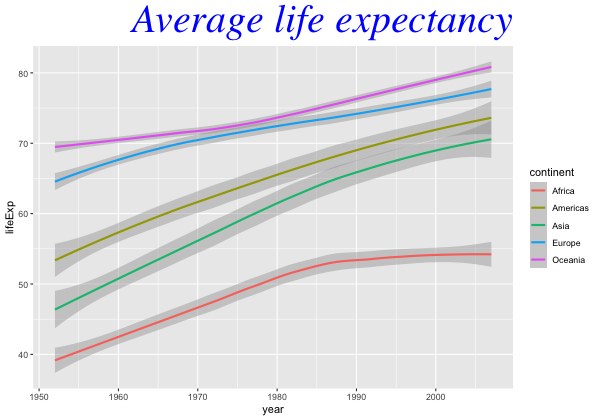 Average life expectancy
80
70
60
50
40
lifeExp
1950 1960 1970 1980 1990 2000
year
continent
Africa
Americas
Asia
Europe
Oceania